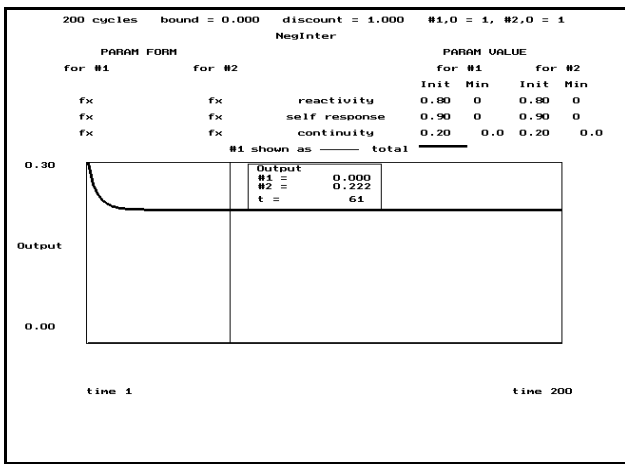 200 cycles bound = 0.000 discount = 1.000 #1,0 = 1, #2,0 = 1
NegInter
PARAM FORM PARAM VALUE
for #1 for #2 for #1 for #2
Init Min Init Min
fx fx reactivity 0.80 0 0.80 0
fx fx self response 0.90 0 0.90 0
fx fx continuity 0.20 0.0 0.20 0.0
#1 shown as total
0.30
Output
#1 = 0.000
#2 = 0.222
t = 61
Output
0.00
time 1 time 200